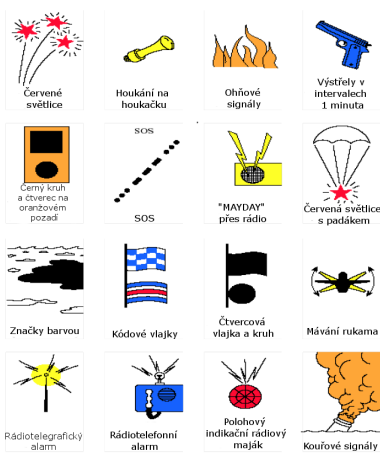 Červené
světlice
Houkání na
houkačku
Ohňové
signály
Výstřely v
intervalech
1 minuta
Černý kruh
a čtverec na
oranžovém
pozadí
SOS
SOS
"MAYDAY"
přes rádio
Červená světlice
s padákem
Značky barvou
Kódové vlajky
Čtvercová
vlajka a kruh
Mávání rukama
Rádiotelegrafický
alarm
Rádiotelefonní
alarm
Polohový
indikační rádiový
maják
Kouřové signály